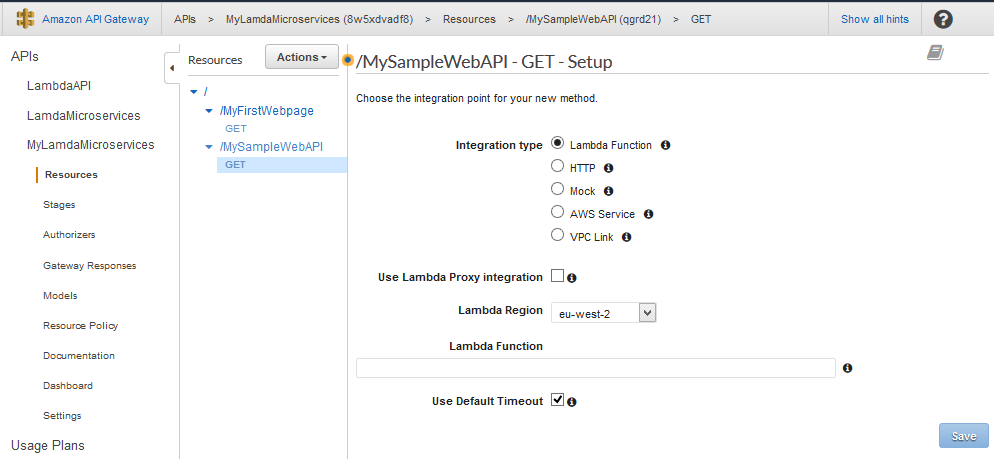 Amazon API Gateway
APIs > MyLamdaMicroservices (8w5xdvadf8) > Resources > /MySampleWebAPI (qgrd21) > GET
Show all hints
?
APIs
LambdaAPI
LamdaMicroservices
MyLamdaMicroservices
Resources
Stages
Authorizers
Gateway Responses
Models
Resource Policy
Documentation
Dashboard
Settings
Usage Plans
Resources
Actions
/
/MyFirstWebpage
GET
/MySampleWebAPI
GET
/MySampleWebAPI - GET - Setup
Choose the integration point for your new method.
Integration type
Lambda Function
HTTP
Mock
AWS Service
VPC Link
Use Lambda Proxy integration
Lambda Region
eu-west-2
Lambda Function
Use Default Timeout
Save